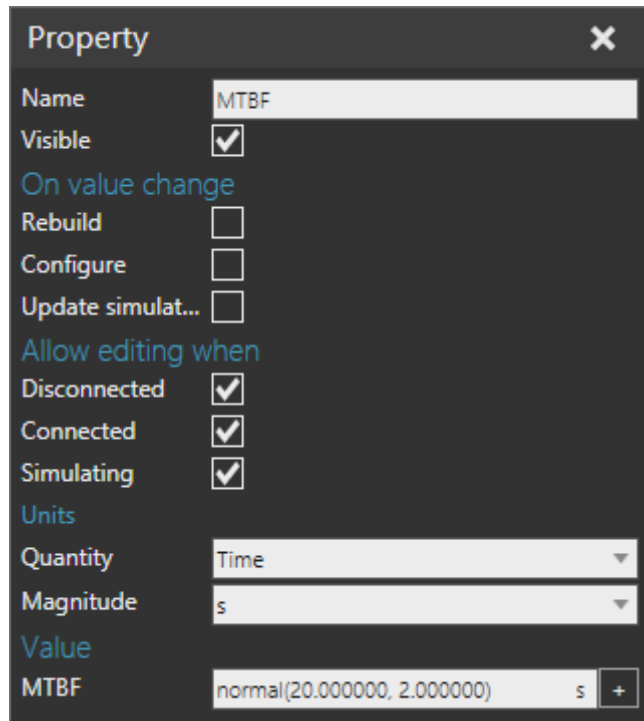 Property
Name MTBF
Visible
On value change
Rebuild
Configure
Update simulat...
Allow editing when
Disconnected
Connected
Simulating
Units
Quantity Time
Magnitude s
Value
MTBF normal(20.000000, 2.000000) s +